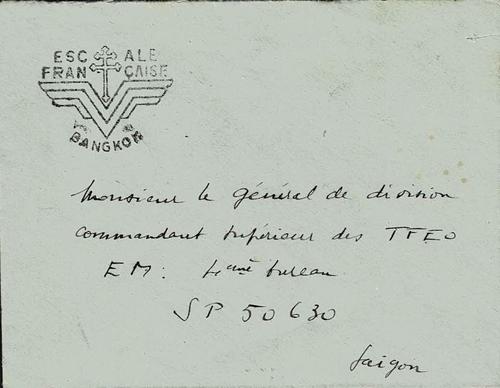 ESC ALE
FRAN ÇAISE
BANGKOK
Monsieur le général de division
commandant supérieur des TFEO
EM: 4ème bureau
SP 50630
Saigon